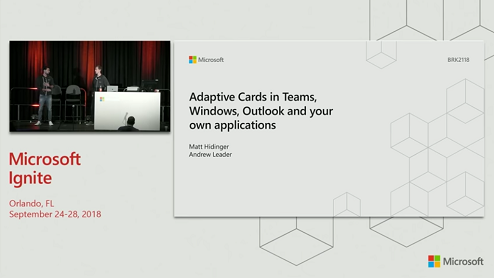 Microsoft
BRK2118
Adaptive Cards in Teams,
Windows, Outlook and your
own applications
Matt Hidinger
Andrew Leader
Microsoft
Ignite
Orlando, FL
September 24-28, 2018
Microsoft